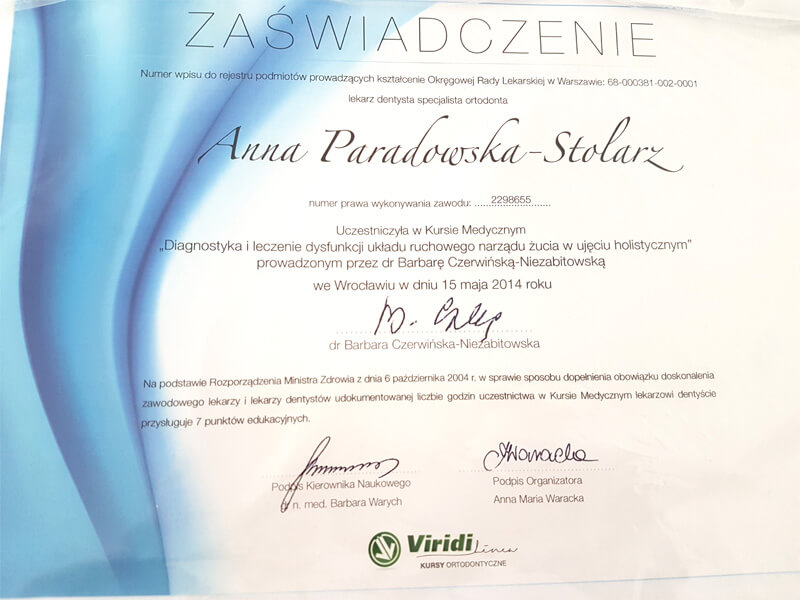 ZAŚWIADCZENIE
Numer wpisu do rejestru podmiotów prowadzących kształcenie Okręgowej Rady Lekarskiej w Warszawie: 68-000381-002-0001
lekarz dentysta specjalista ortodonta
Anna Paradowska-Stolarz
numer prawa wykonywania zawodu: ....2298655....
Uczestniczyła w Kursie Medycznym
„Diagnostyka i leczenie dysfunkcji układu ruchowego narządu żucia w ujęciu holistycznym”
prowadzonym przez dr Barbarę Czerwińską-Niezabitowską
we Wrocławiu w dniu 15 maja 2014 roku
dr Barbara Czerwińska-Niezabitowska
Na podstawie Rozporządzenia Ministra Zdrowia z dnia 6 października 2004 r, w sprawie sposobu dopełnienia obowiązku doskonalenia
zawodowego lekarzy i lekarzy dentystów udokumentowanej liczbie godzin uczestnictwa w Kursie Medycznym lekarzowi dentyście
przysługuje 7 punktów edukacyjnych.
Podpis Kierownika Naukowego
dr n. med. Barbara Warych
Podpis Organizatora
Anna Maria Waracka
Viridi Linea
KURSY ORTODONTYCZNE